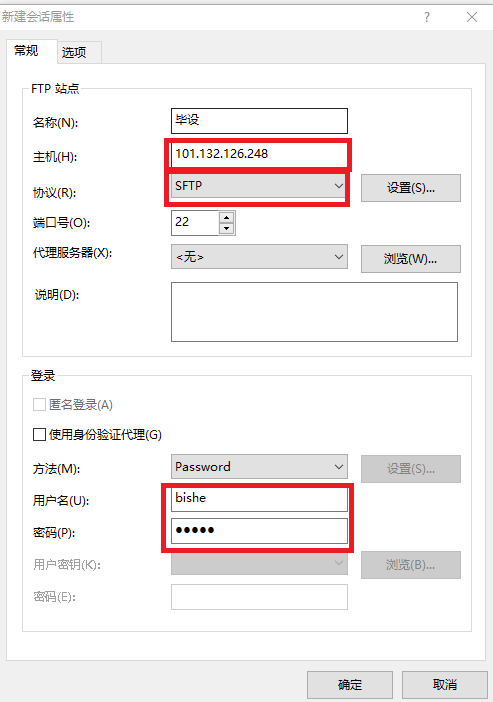 新建会话属性 ?
常规 选项
FTP 站点
名称(N): 毕设
主机(H): 101.132.126.248
协议(R): SFTP 设置(S)...
端口号(O): 22
代理服务器(X): <无> 浏览(W)...
说明(D):
登录
匿名登录(A)
使用身份验证代理(G)
方法(M): Password 设置(S)...
用户名(U): bishe
密码(P): ●●●●●
用户密钥(K): 浏览(B)...
密码(E):
确定 取消